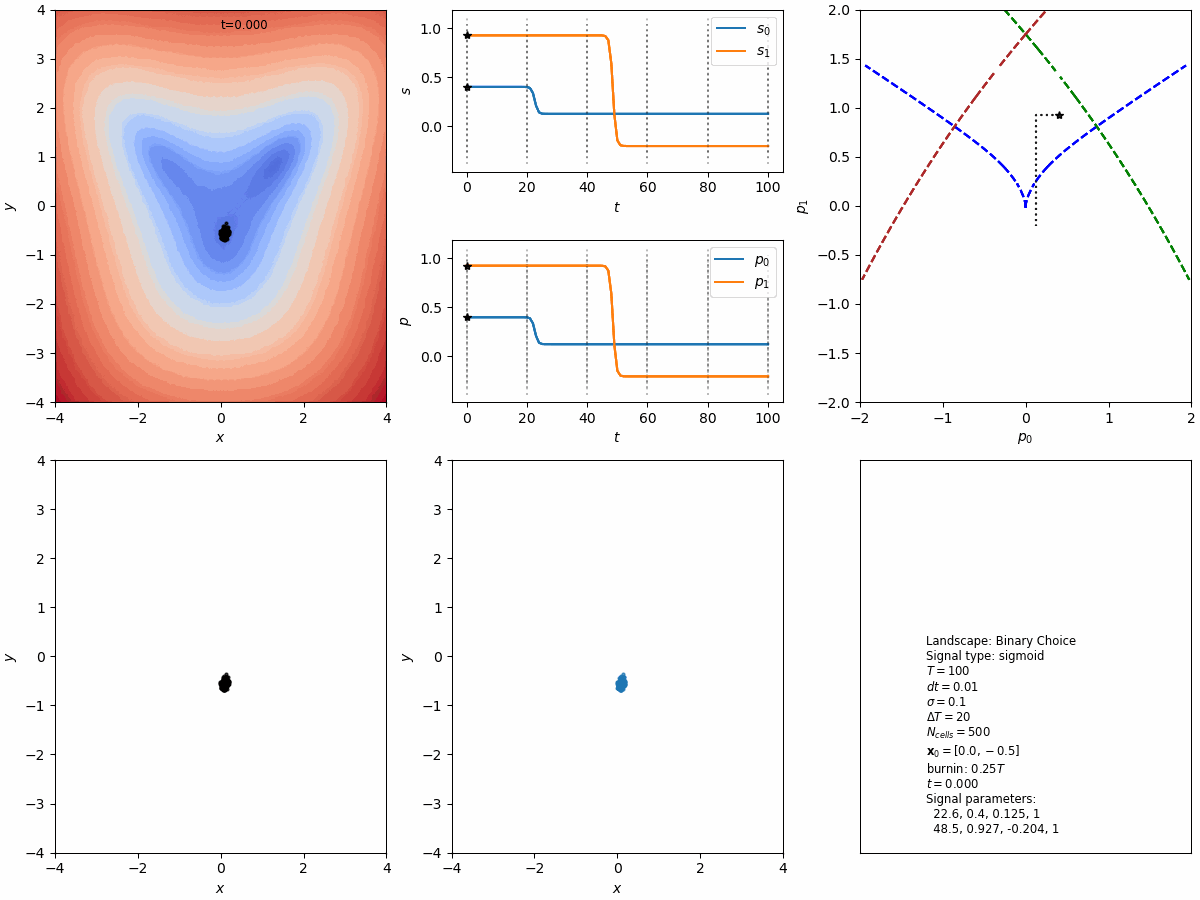 t=0.000
4
3
2
1
0
−1
−2
−3
−4
y
−4
−2
0
2
4
x
1.0
0.5
0.0
s
s₀
s₁
0
20
40
60
80
100
t
1.0
0.5
0.0
p
p₀
p₁
0
20
40
60
80
100
t
2.0
1.5
1.0
0.5
0.0
−0.5
−1.0
−1.5
−2.0
p₁
−2
−1
0
1
2
p₀
4
3
2
1
0
−1
−2
−3
−4
y
−4
−2
0
2
4
x
4
3
2
1
0
−1
−2
−3
−4
y
−4
−2
0
2
4
x
Landscape: Binary Choice
Signal type: sigmoid
T = 100
dt = 0.01
σ = 0.1
ΔT = 20
N_cells = 500
x₀ = [0.0, −0.5]
burnin: 0.25T
t = 0.000
Signal parameters:
22.6, 0.4, 0.125, 1
48.5, 0.927, -0.204, 1